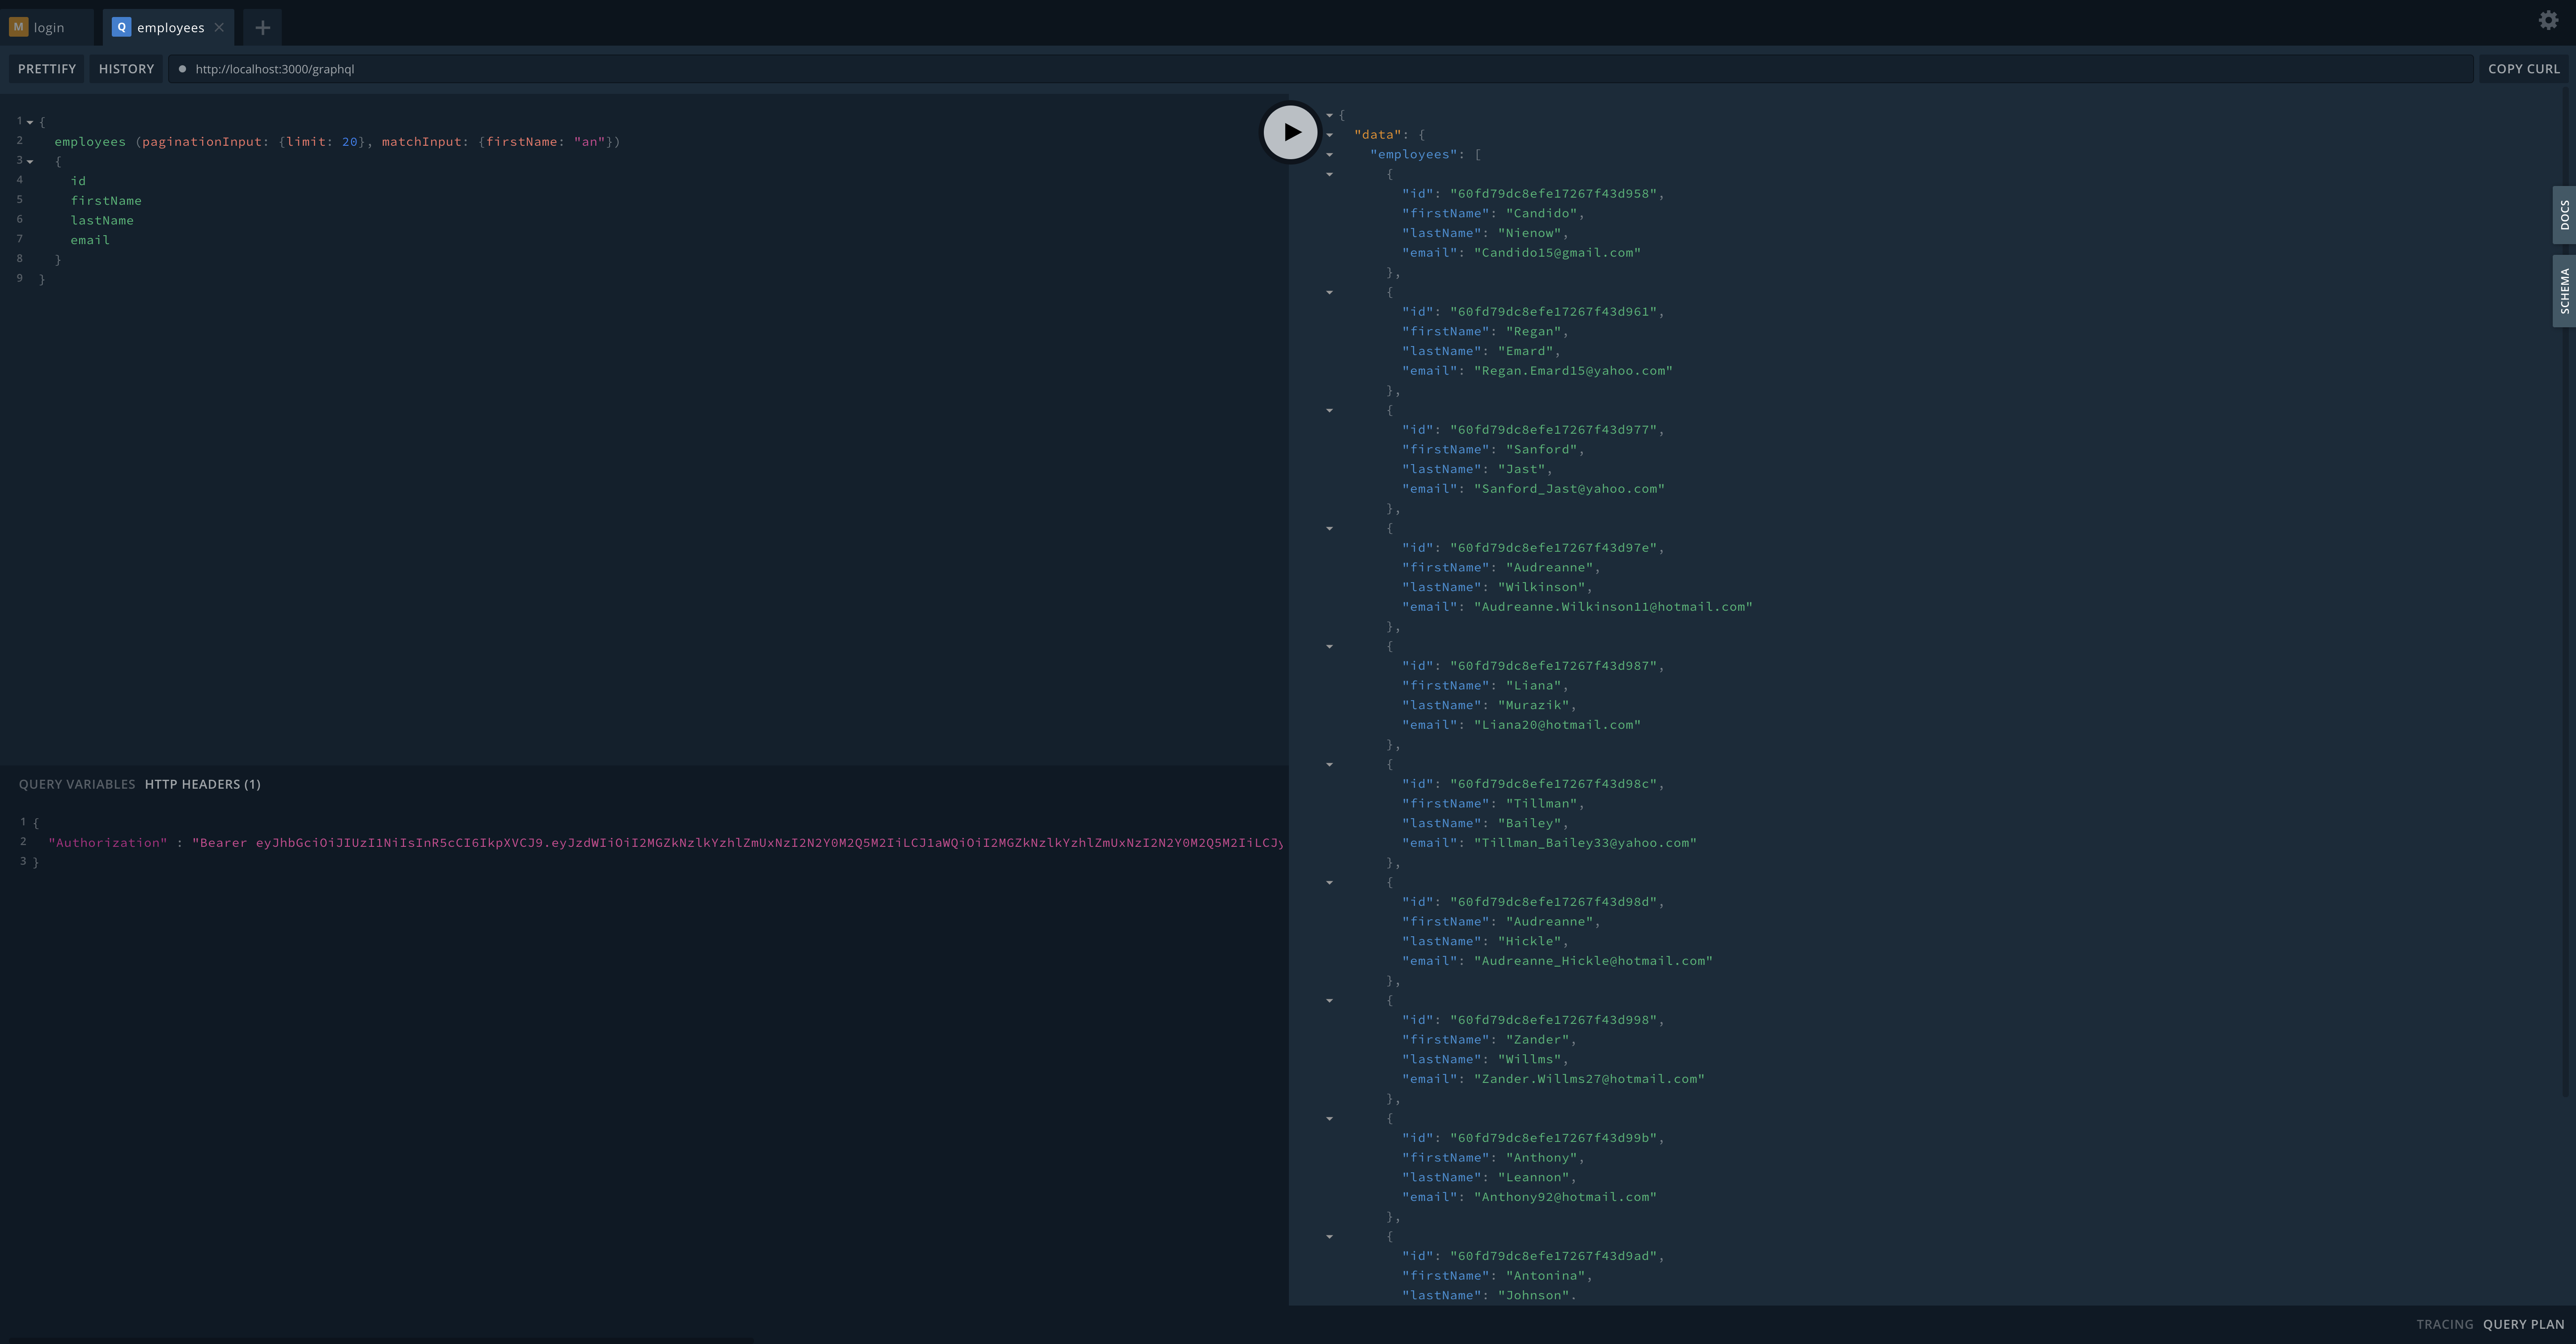 M login
Q employees
PRETTIFY HISTORY http://localhost:3000/graphql COPY CURL
1 {
2 employees (paginationInput: {limit: 20}, matchInput: {firstName: "an"})
3 {
4 id
5 firstName
6 lastName
7 email
8 }
9 }
QUERY VARIABLES HTTP HEADERS (1)
1 {
2 "Authorization" : "Bearer eyJhbGciOiJIUzI1NiIsInR5cCI6IkpXVCJ9.eyJzdWIiOiI2MGZkNzlkYzhlZmUxNzI2N2Y0M2Q5M2IiLCJ1aWQiOiI2MGZkNzlkYzhlZmUxNzI2N2Y0M2Q5M2IiLCJy
3 }
{
"data": {
"employees": [
{
"id": "60fd79dc8efe17267f43d958",
"firstName": "Candido",
"lastName": "Nienow",
"email": "Candido15@gmail.com"
},
{
"id": "60fd79dc8efe17267f43d961",
"firstName": "Regan",
"lastName": "Emard",
"email": "Regan.Emard15@yahoo.com"
},
{
"id": "60fd79dc8efe17267f43d977",
"firstName": "Sanford",
"lastName": "Jast",
"email": "Sanford_Jast@yahoo.com"
},
{
"id": "60fd79dc8efe17267f43d97e",
"firstName": "Audreanne",
"lastName": "Wilkinson",
"email": "Audreanne.Wilkinson11@hotmail.com"
},
{
"id": "60fd79dc8efe17267f43d987",
"firstName": "Liana",
"lastName": "Murazik",
"email": "Liana20@hotmail.com"
},
{
"id": "60fd79dc8efe17267f43d98c",
"firstName": "Tillman",
"lastName": "Bailey",
"email": "Tillman_Bailey33@yahoo.com"
},
{
"id": "60fd79dc8efe17267f43d98d",
"firstName": "Audreanne",
"lastName": "Hickle",
"email": "Audreanne_Hickle@hotmail.com"
},
{
"id": "60fd79dc8efe17267f43d998",
"firstName": "Zander",
"lastName": "Willms",
"email": "Zander.Willms27@hotmail.com"
},
{
"id": "60fd79dc8efe17267f43d99b",
"firstName": "Anthony",
"lastName": "Leannon",
"email": "Anthony92@hotmail.com"
},
{
"id": "60fd79dc8efe17267f43d9ad",
"firstName": "Antonina",
"lastName": "Johnson",
DOCS
SCHEMA
TRACING QUERY PLAN